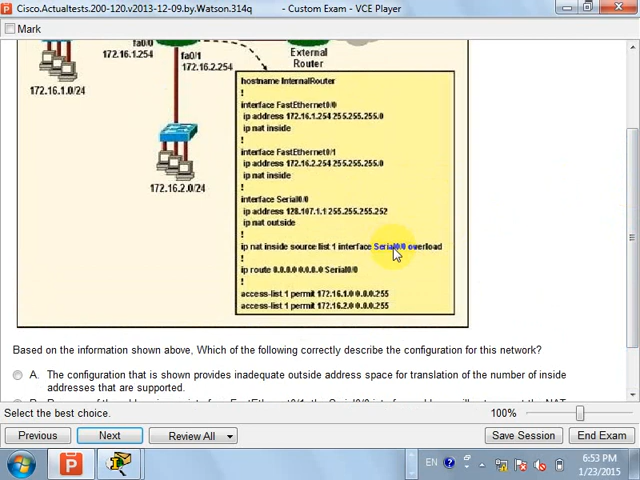 Cisco.Actualtests.200-120.v2013-12-09.by.Watson.314q - Custom Exam - VCE Player
Mark
fa0/0
172.16.1.254
fa0/1
172.16.2.254
External
Router
172.16.1.0/24
172.16.2.0/24
hostname InternalRouter
!
interface FastEthernet0/0
ip address 172.16.1.254 255.255.255.0
ip nat inside
!
interface FastEthernet0/1
ip address 172.16.2.254 255.255.255.0
ip nat inside
!
interface Serial0/0
ip address 128.107.1.1 255.255.255.252
ip nat outside
!
ip nat inside source list 1 interface Serial0/0 overload
!
ip route 0.0.0.0 0.0.0.0 Serial0/0
!
access-list 1 permit 172.16.1.0 0.0.0.255
access-list 1 permit 172.16.2.0 0.0.0.255
Based on the information shown above, Which of the following correctly describe the configuration for this network?
A. The configuration that is shown provides inadequate outside address space for translation of the number of inside
addresses that are supported.
Select the best choice.
100%
Previous
Next
Review All
Save Session
End Exam
EN
6:53 PM
1/23/2015